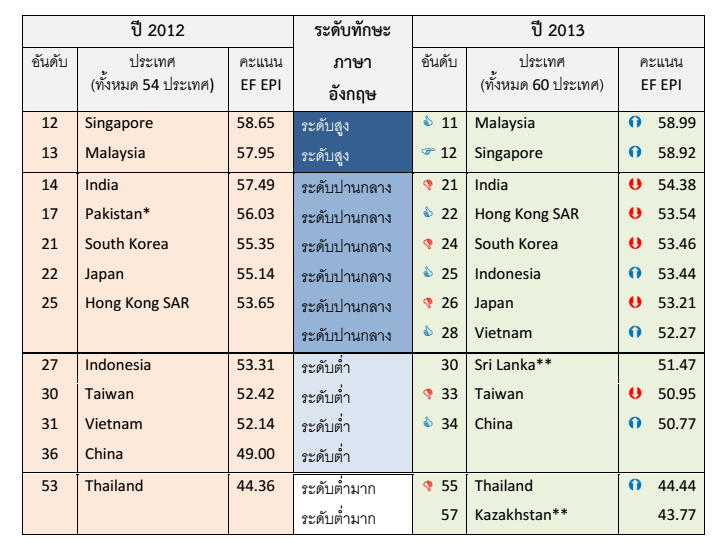 ปี 2012 ระดับทักษะ ปี 2013
อันดับ ประเทศ คะแนน ภาษา อันดับ ประเทศ คะแนน
(ทั้งหมด 54 ประเทศ) EF EPI อังกฤษ (ทั้งหมด 60 ประเทศ) EF EPI
12 Singapore 58.65 ระดับสูง 11 Malaysia 58.99
13 Malaysia 57.95 ระดับสูง 12 Singapore 58.92
14 India 57.49 ระดับปานกลาง 21 India 54.38
17 Pakistan* 56.03 ระดับปานกลาง 22 Hong Kong SAR 53.54
21 South Korea 55.35 ระดับปานกลาง 24 South Korea 53.46
22 Japan 55.14 ระดับปานกลาง 25 Indonesia 53.44
25 Hong Kong SAR 53.65 ระดับปานกลาง 26 Japan 53.21
ระดับปานกลาง 28 Vietnam 52.27
27 Indonesia 53.31 ระดับต่ำ 30 Sri Lanka** 51.47
30 Taiwan 52.42 ระดับต่ำ 33 Taiwan 50.95
31 Vietnam 52.14 ระดับต่ำ 34 China 50.77
36 China 49.00 ระดับต่ำ
53 Thailand 44.36 ระดับต่ำมาก 55 Thailand 44.44
ระดับต่ำมาก 57 Kazakhstan** 43.77